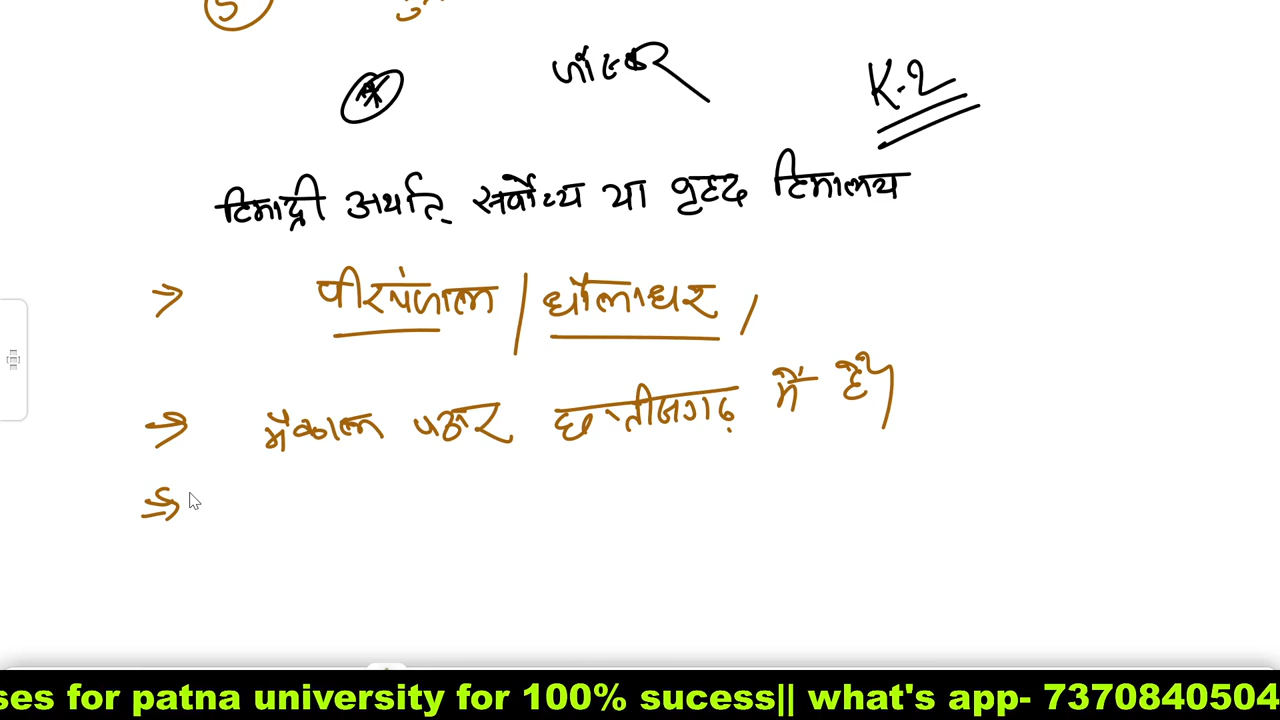 5
जास्कर K-2
हिमाद्री अर्थात् सर्वोच्य या वृहद हिमालय
→ पीरपंजाल / धौलाधर /
→ मैकाल पठार छत्तीसगढ़ में है।
⇒
ses for patna university for 100% sucess|| what's app- 7370840504